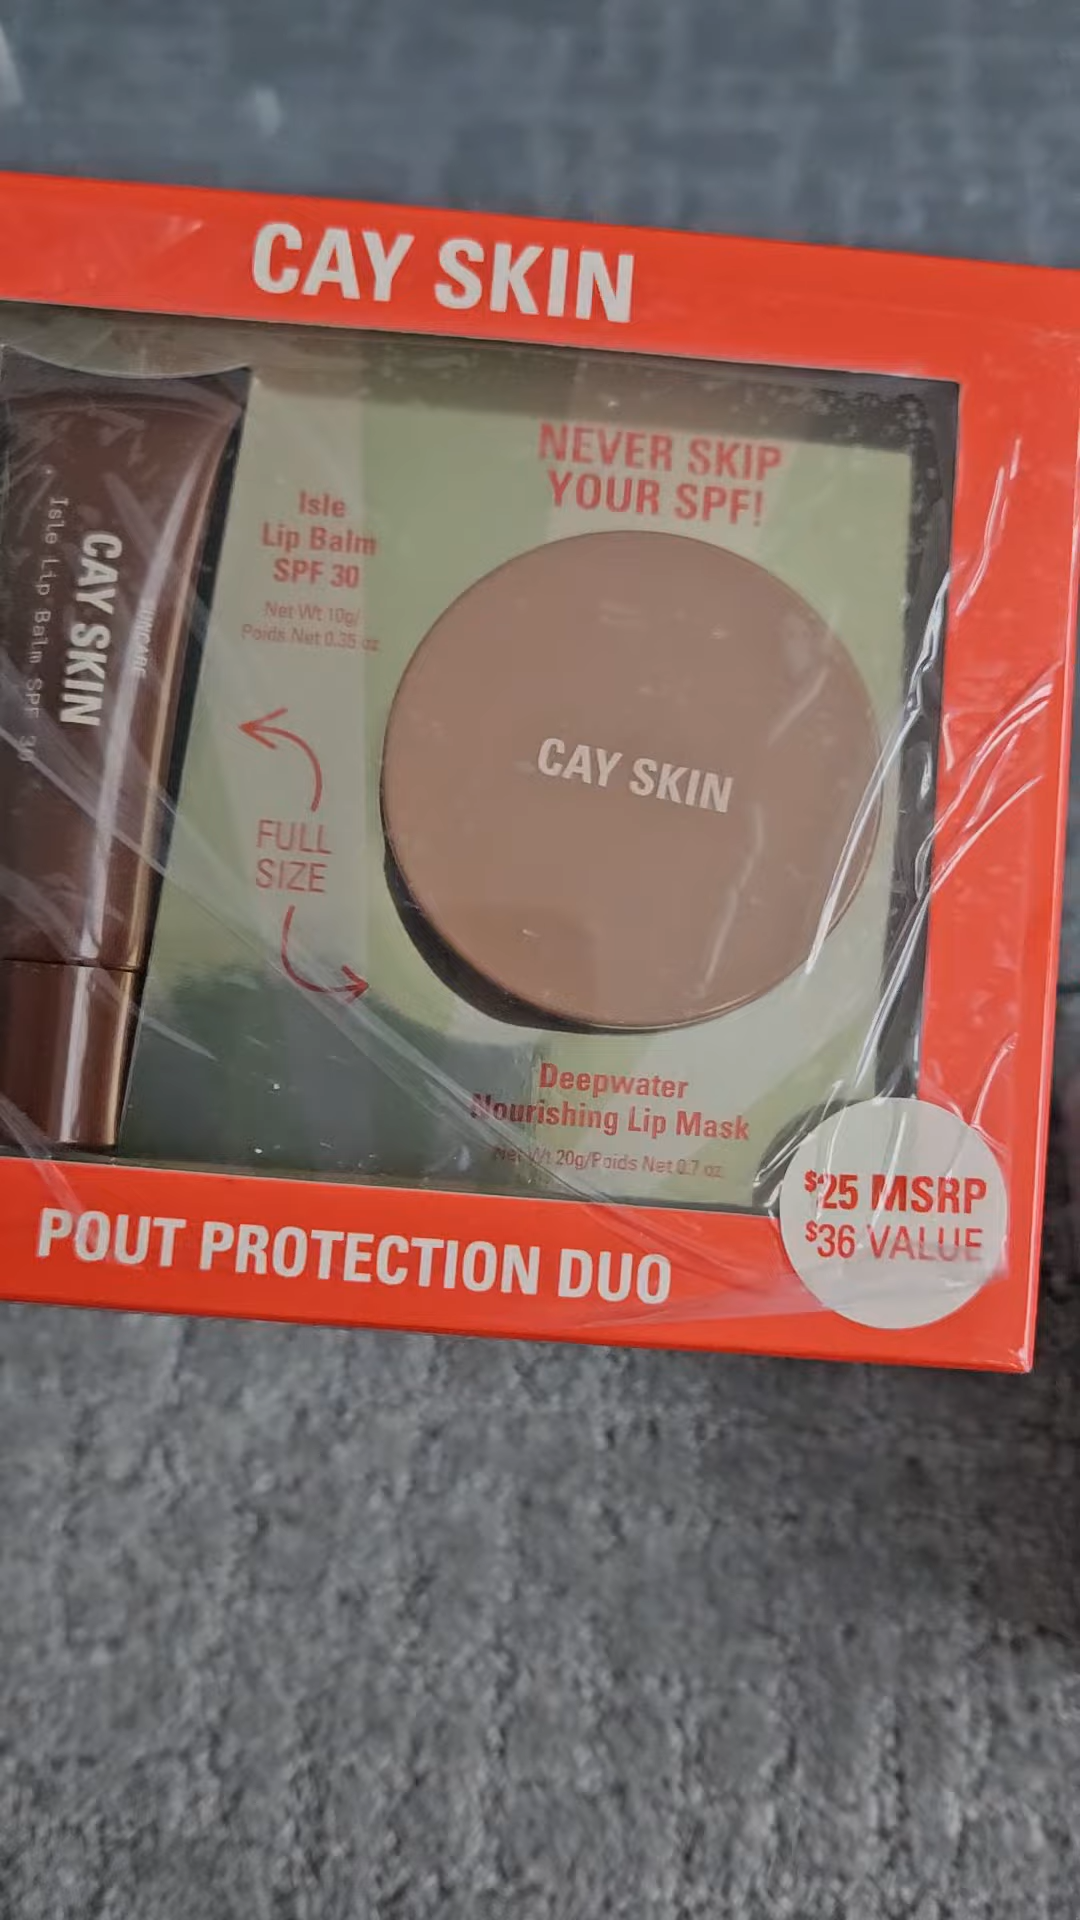 CAY SKIN
NEVER SKIP
YOUR SPF!
Isle
Lip Balm
SPF 30
Net Wt 10g/
Poids Net 0.35 oz
CAY SKIN
Isle Lip Balm SPF 30
FULL
SIZE
CAY SKIN
Deepwater
Nourishing Lip Mask
Net Wt 20g/Poids Net 0.7 oz
$25 MSRP
$36 VALUE
POUT PROTECTION DUO